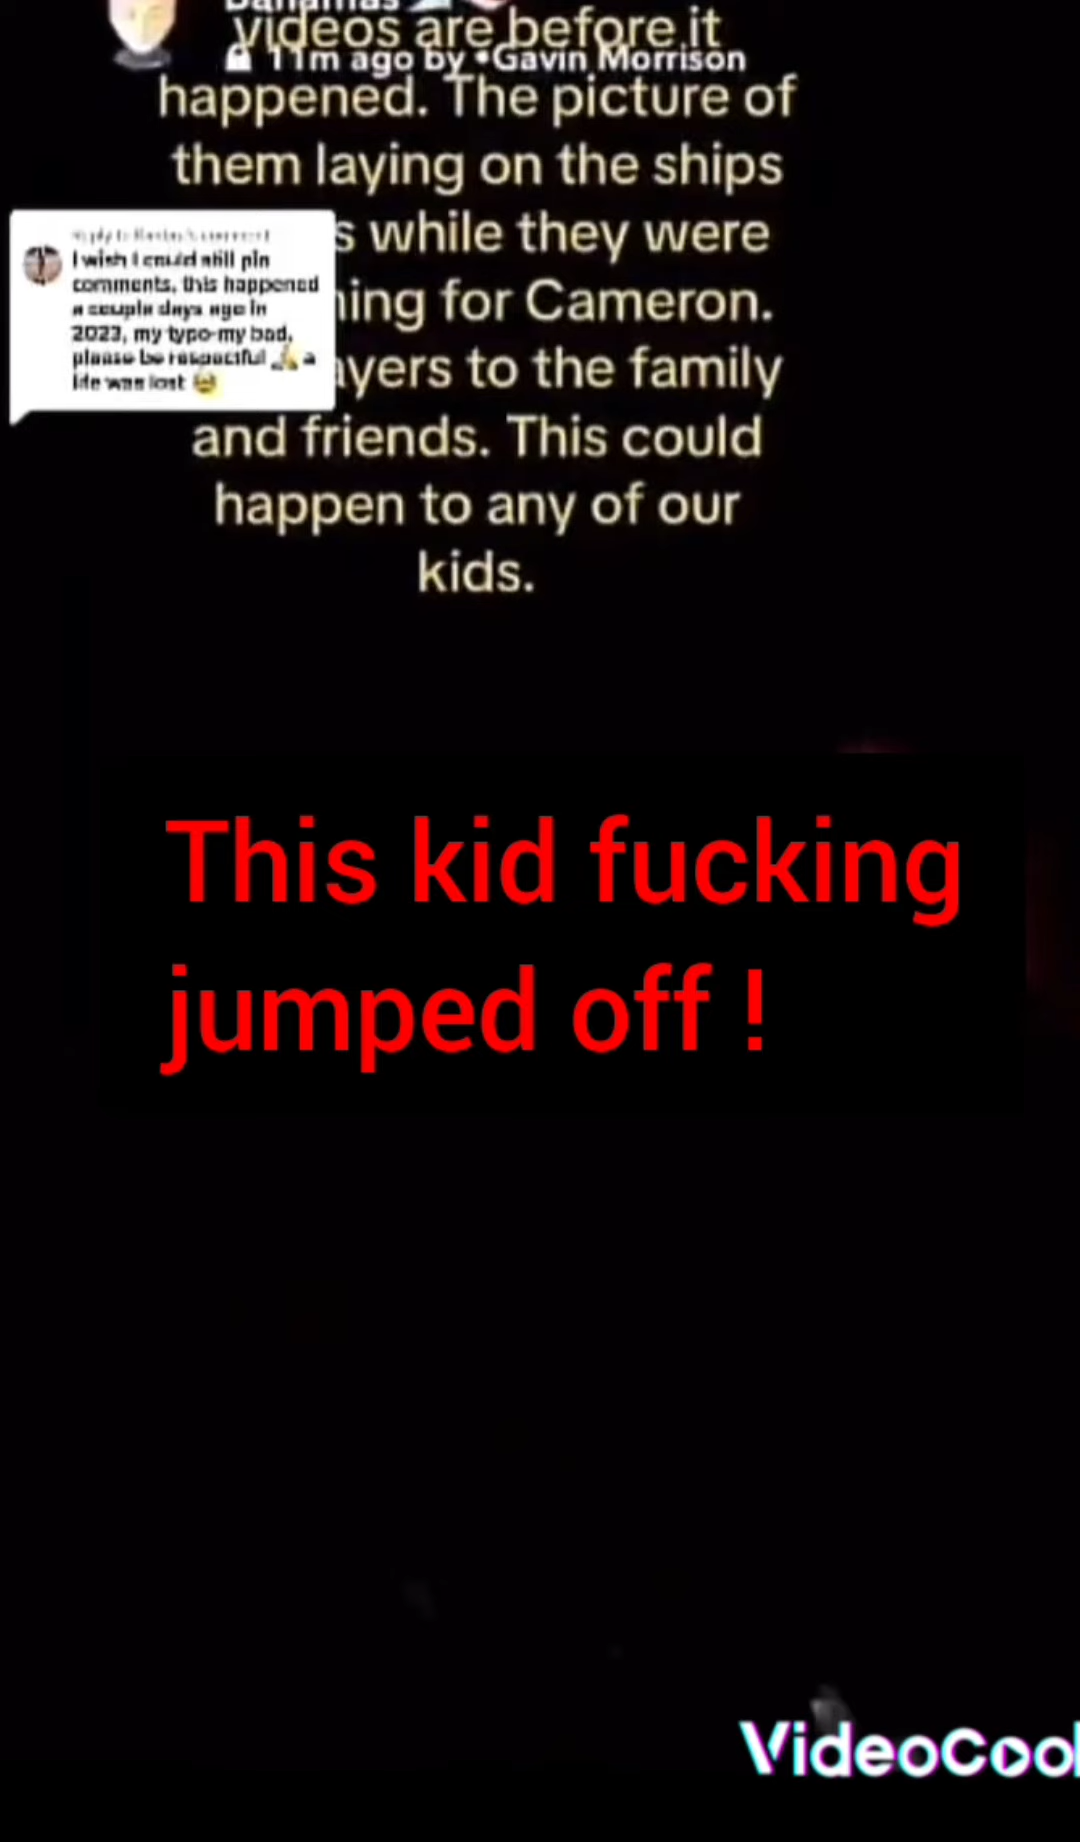 Bahamas
videos are before it
11m ago by •Gavin Morrison
happened. The picture of
them laying on the ships
s while they were
ing for Cameron.
ayers to the family
and friends. This could
happen to any of our
kids.
I wish I could still pin
comments, this happened
a couple days ago in
2023, my typo-my bad,
please be respectful 🙏 a
life was lost 🥹
This kid fucking
jumped off !
VideoCool